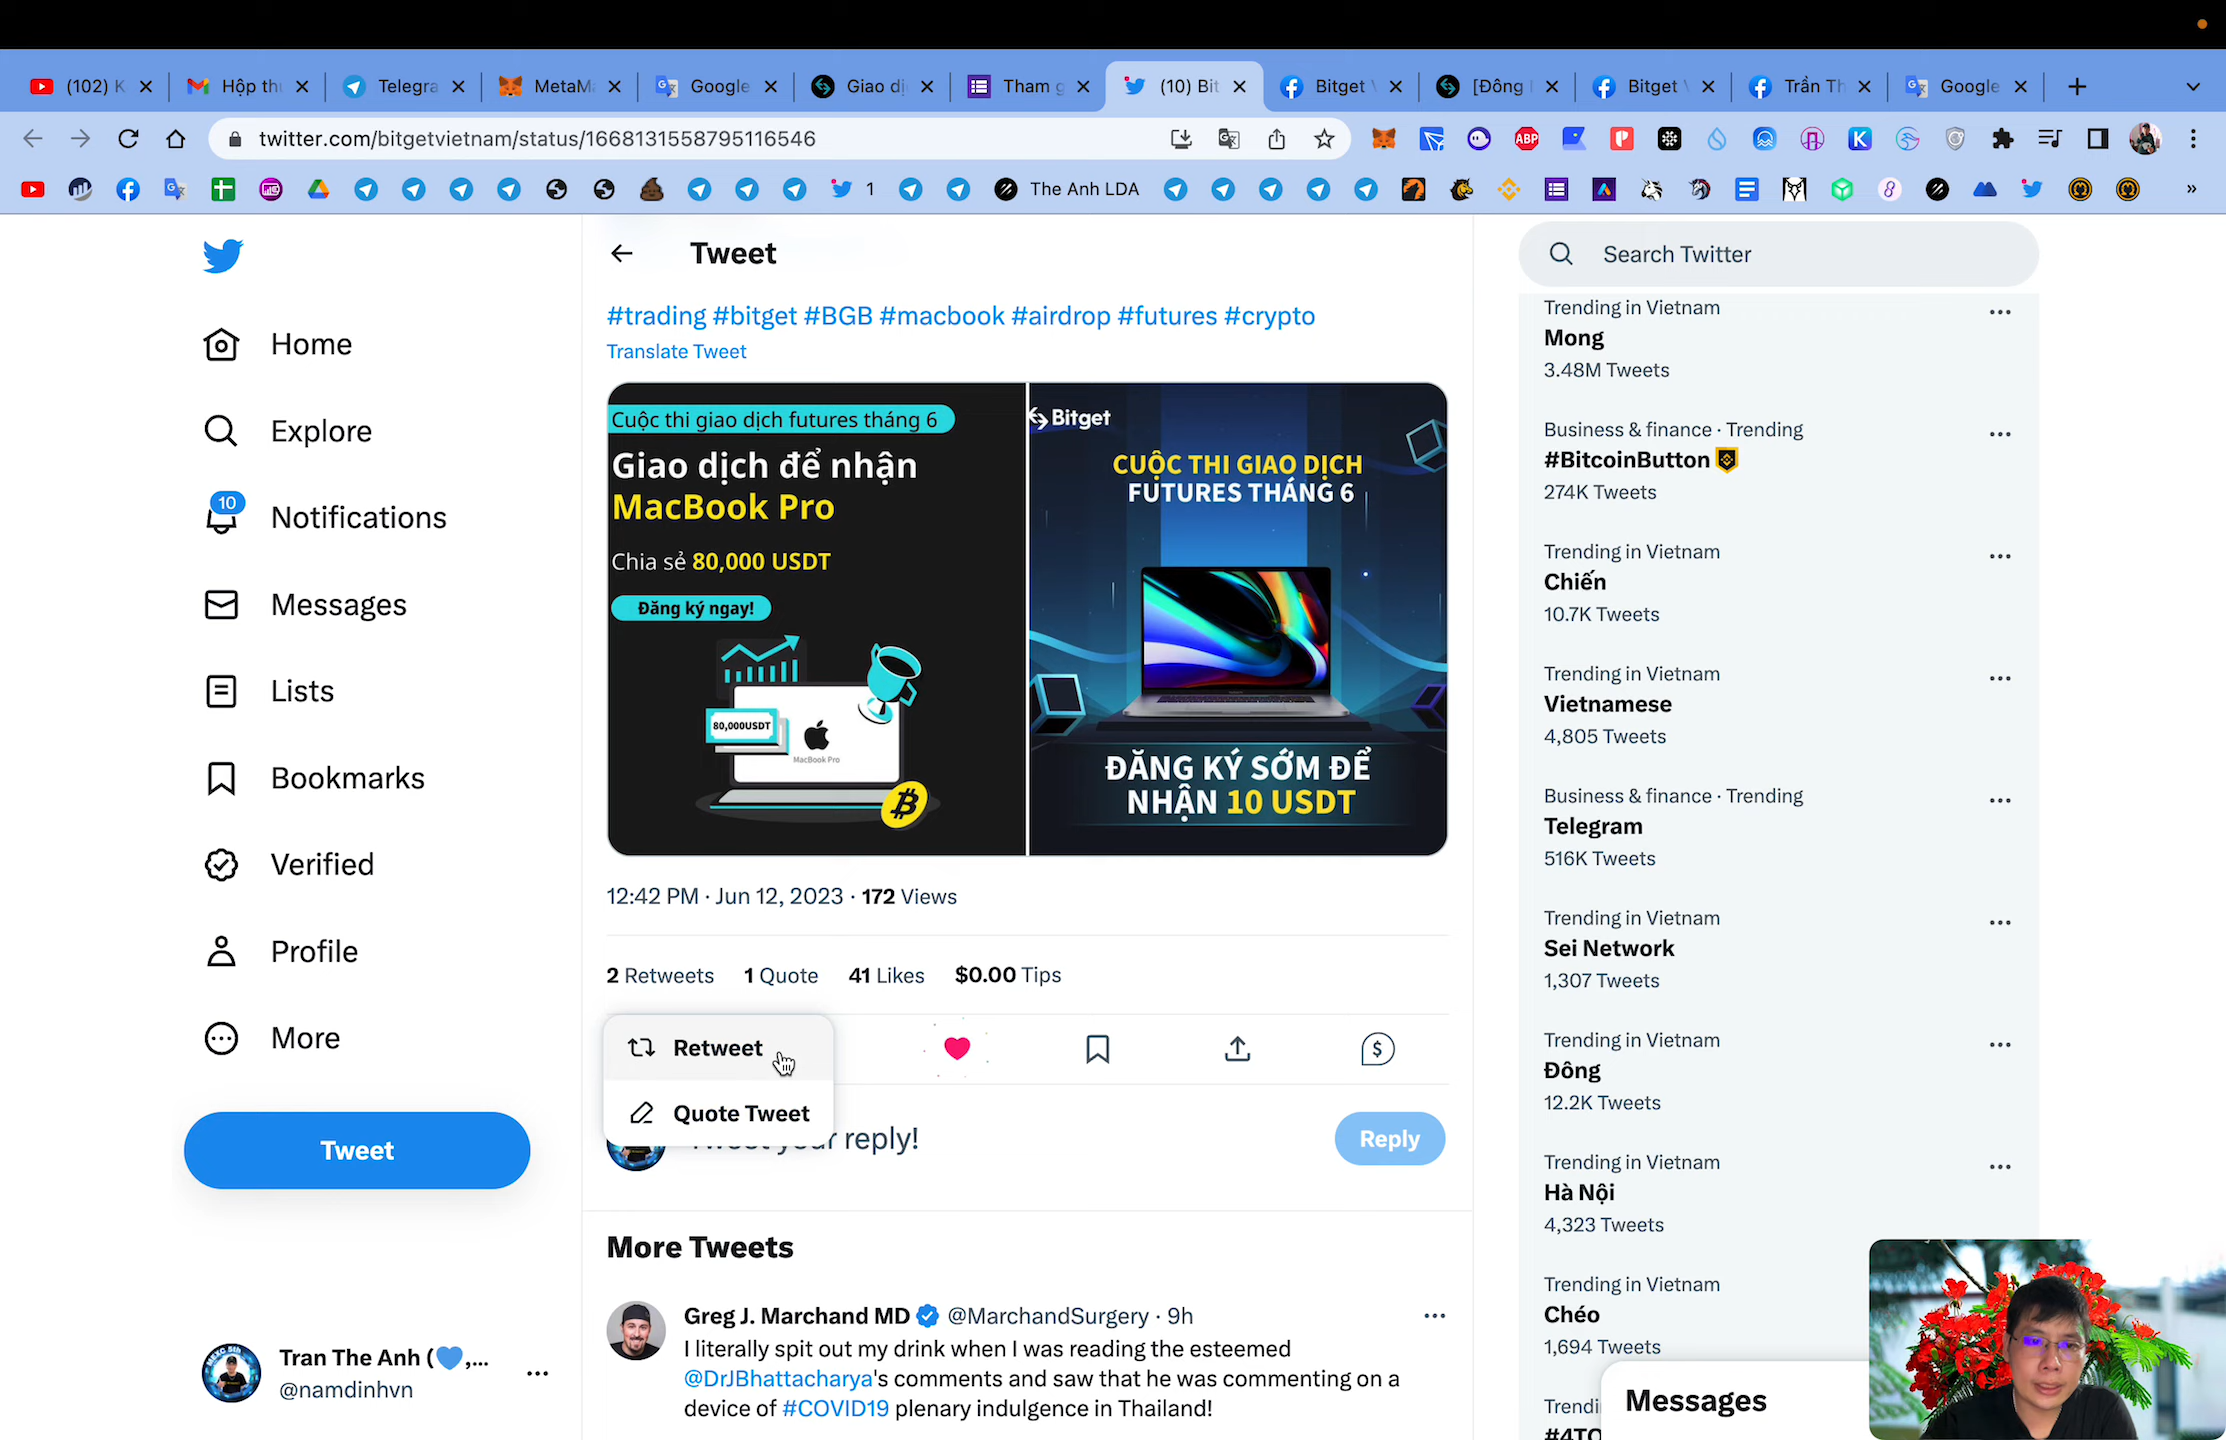 (102) K
Hộp thư
Telegra
MetaMa
Google
Giao dị
Tham g
(10) Bit
Bitget V
[Đông
Bitget V
Trần Th
Google
twitter.com/bitgetvietnam/status/1668131558795116546
ABP
1
The Anh LDA
Tweet
Search Twitter
#trading #bitget #BGB #macbook #airdrop #futures #crypto
Translate Tweet
Home
Explore
10
Notifications
Messages
Lists
Bookmarks
Verified
Profile
More
Tweet
Tran The Anh (💙,...
@namdinhvn
Cuộc thi giao dịch futures tháng 6
Giao dịch để nhận
MacBook Pro
Chia sẻ 80,000 USDT
Đăng ký ngay!
80,000USDT
MacBook Pro
Bitget
CUỘC THI GIAO DỊCH
FUTURES THÁNG 6
ĐĂNG KÝ SỚM ĐỂ
NHẬN 10 USDT
12:42 PM · Jun 12, 2023 · 172 Views
2 Retweets 1 Quote 41 Likes $0.00 Tips
Retweet
Quote Tweet
Tweet your reply!
Reply
More Tweets
Greg J. Marchand MD @MarchandSurgery · 9h
I literally spit out my drink when I was reading the esteemed
@DrJBhattacharya's comments and saw that he was commenting on a
device of #COVID19 plenary indulgence in Thailand!
Trending in Vietnam
Mong
3.48M Tweets
Business & finance · Trending
#BitcoinButton
274K Tweets
Trending in Vietnam
Chiến
10.7K Tweets
Trending in Vietnam
Vietnamese
4,805 Tweets
Business & finance · Trending
Telegram
516K Tweets
Trending in Vietnam
Sei Network
1,307 Tweets
Trending in Vietnam
Đông
12.2K Tweets
Trending in Vietnam
Hà Nội
4,323 Tweets
Trending in Vietnam
Chéo
1,694 Tweets
Trendi
Messages